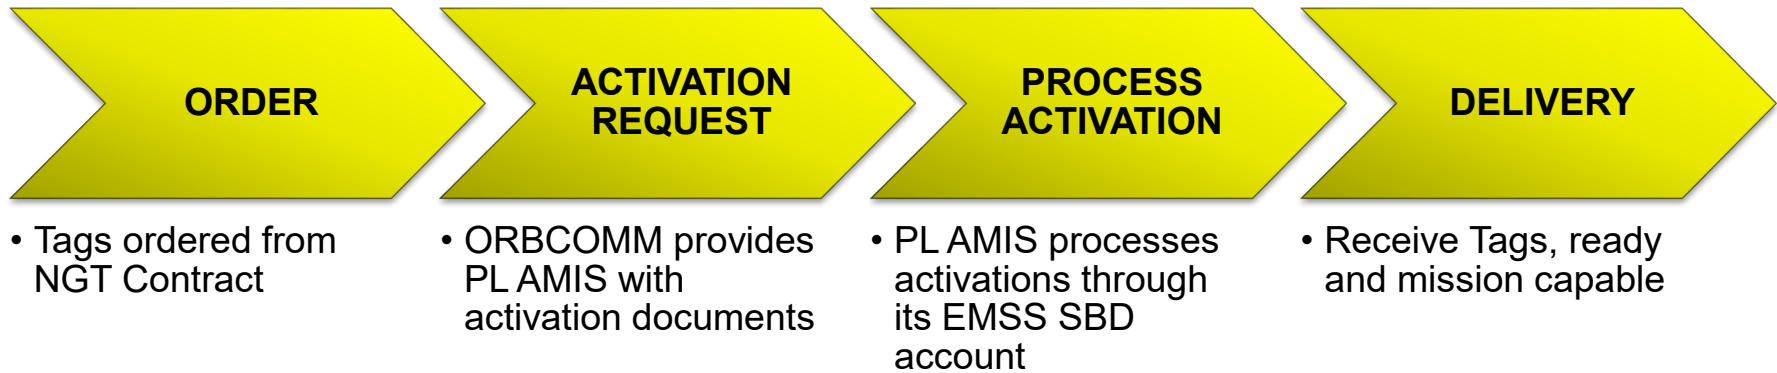 ORDER
• Tags ordered from
NGT Contract
ACTIVATION
REQUEST
• ORBCOMM provides
PL AMIS with
activation documents
PROCESS
ACTIVATION
• PL AMIS processes
activations through
its EMSS SBD
account
DELIVERY
• Receive Tags, ready
and mission capable